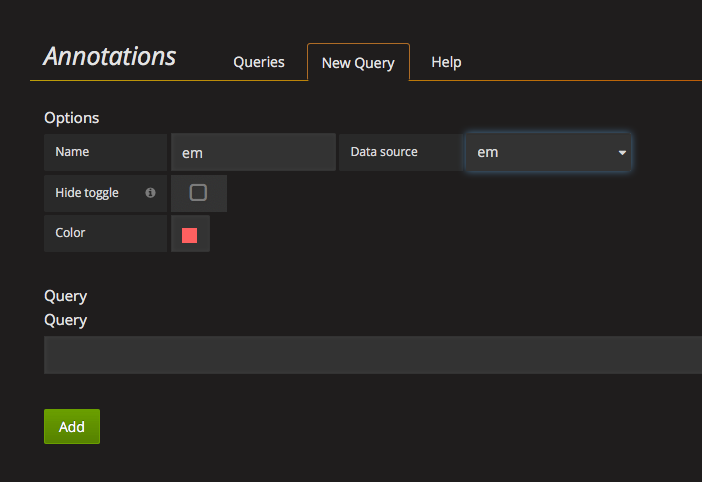 Annotations Queries New Query Help
Options
Name em Data source em
Hide toggle
Color
Query
Query
Add